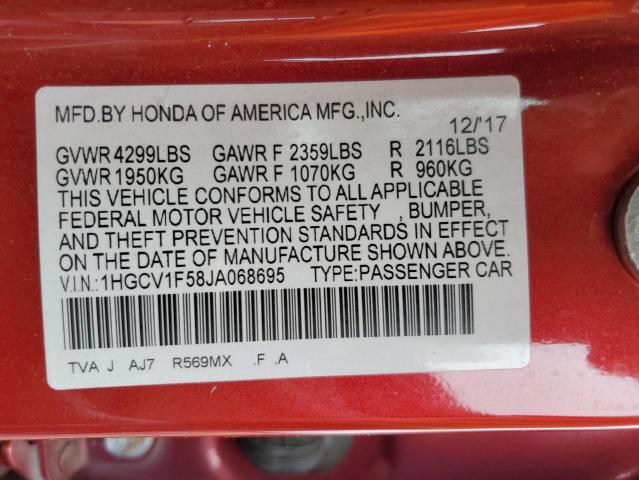 MFD.BY HONDA OF AMERICA MFG.,INC.
12/'17
GVWR 4299LBS GAWR F 2359LBS R 2116LBS
GVWR 1950KG GAWR F 1070KG R 960KG
THIS VEHICLE CONFORMS TO ALL APPLICABLE
FEDERAL MOTOR VEHICLE SAFETY , BUMPER,
AND THEFT PREVENTION STANDARDS IN EFFECT
ON THE DATE OF MANUFACTURE SHOWN ABOVE.
V.I.N.:1HGCV1F58JA068695 TYPE:PASSENGER CAR
TVA J AJ7 R569MX .F .A